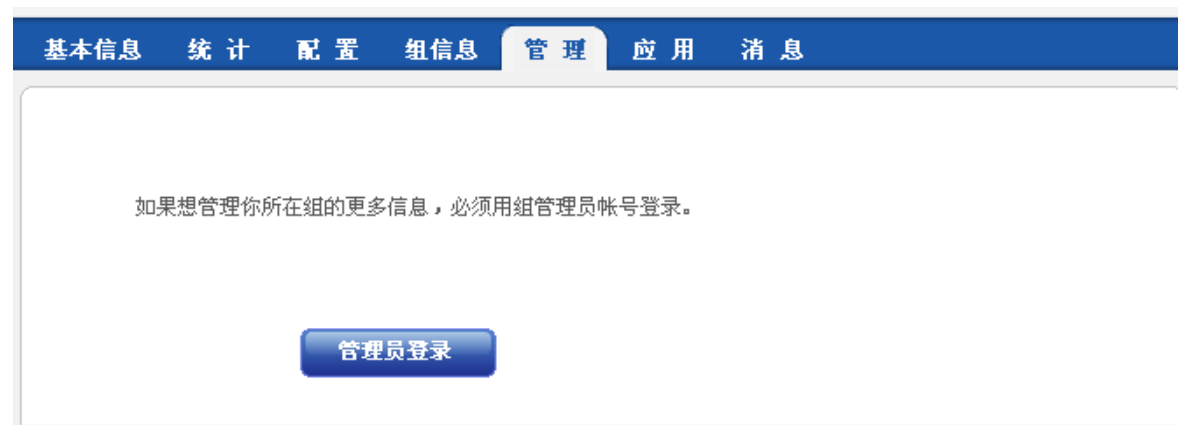 基本信息 统 计 配 置 组信息 管 理 应 用 消 息
如果想管理你所在组的更多信息，必须用组管理员帐号登录。
管理员登录